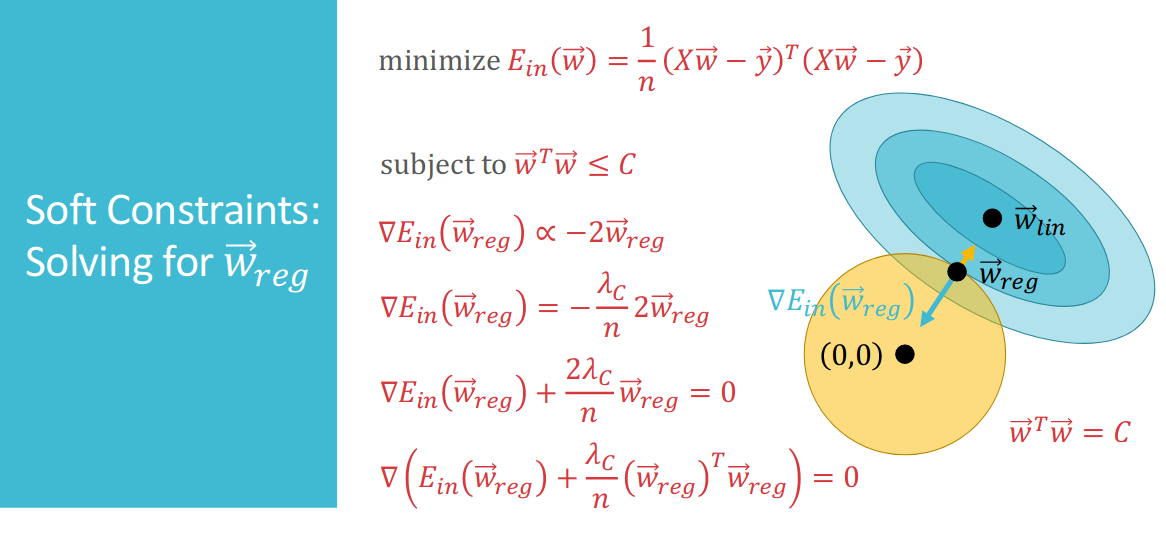 Soft Constraints:
Solving for $\vec{w}_{reg}$
minimize $E_{in}(\vec{w}) = \frac{1}{n}(X\vec{w} - \vec{y})^T(X\vec{w} - \vec{y})$
subject to $\vec{w}^T\vec{w} \leq C$
$\nabla E_{in}(\vec{w}_{reg}) \propto -2\vec{w}_{reg}$
$\nabla E_{in}(\vec{w}_{reg}) = -\frac{\lambda_C}{n} 2\vec{w}_{reg}$
$\nabla E_{in}(\vec{w}_{reg}) + \frac{2\lambda_C}{n}\vec{w}_{reg} = 0$
$\nabla\left(E_{in}(\vec{w}_{reg}) + \frac{\lambda_C}{n}(\vec{w}_{reg})^T\vec{w}_{reg}\right) = 0$
$\vec{w}_{lin}$
$\vec{w}_{reg}$
$\nabla E_{in}(\vec{w}_{reg})$
(0,0)
$\vec{w}^T\vec{w} = C$